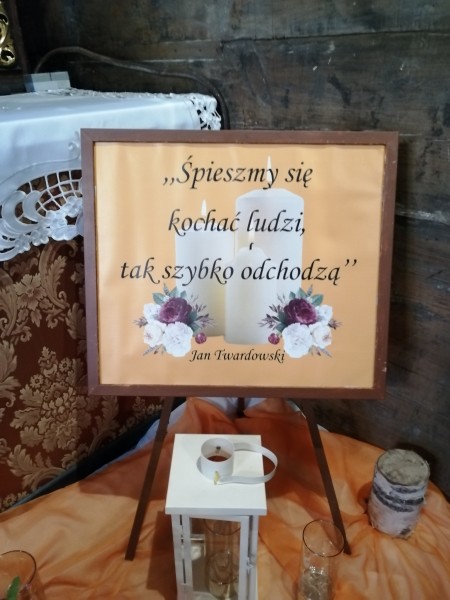 ,,Śpieszmy się
kochać ludzi,
tak szybko odchodzą’’
Jan Twardowski